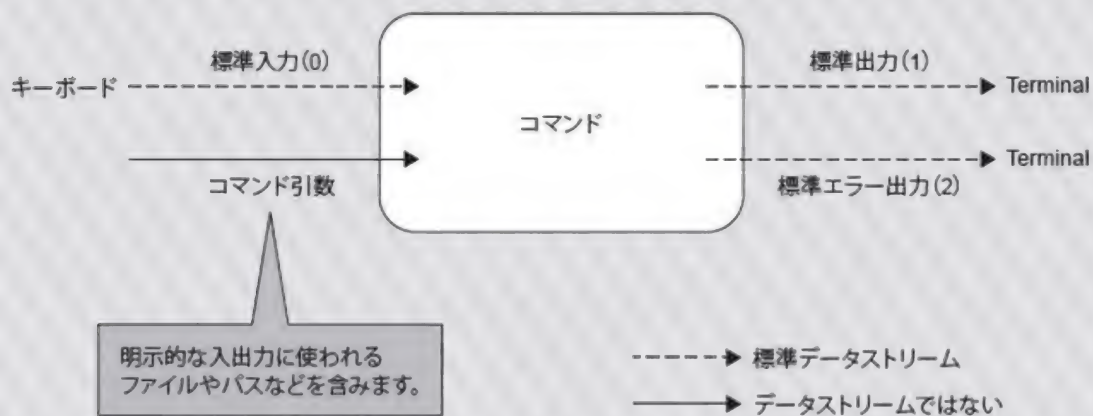 標準入力(0)
キーボード
コマンド引数
コマンド
標準出力(1)
Terminal
Terminal
標準エラー出力(2)
明示的な入出力に使われる
ファイルやパスなどを含みます。
標準データストリーム
データストリームではない